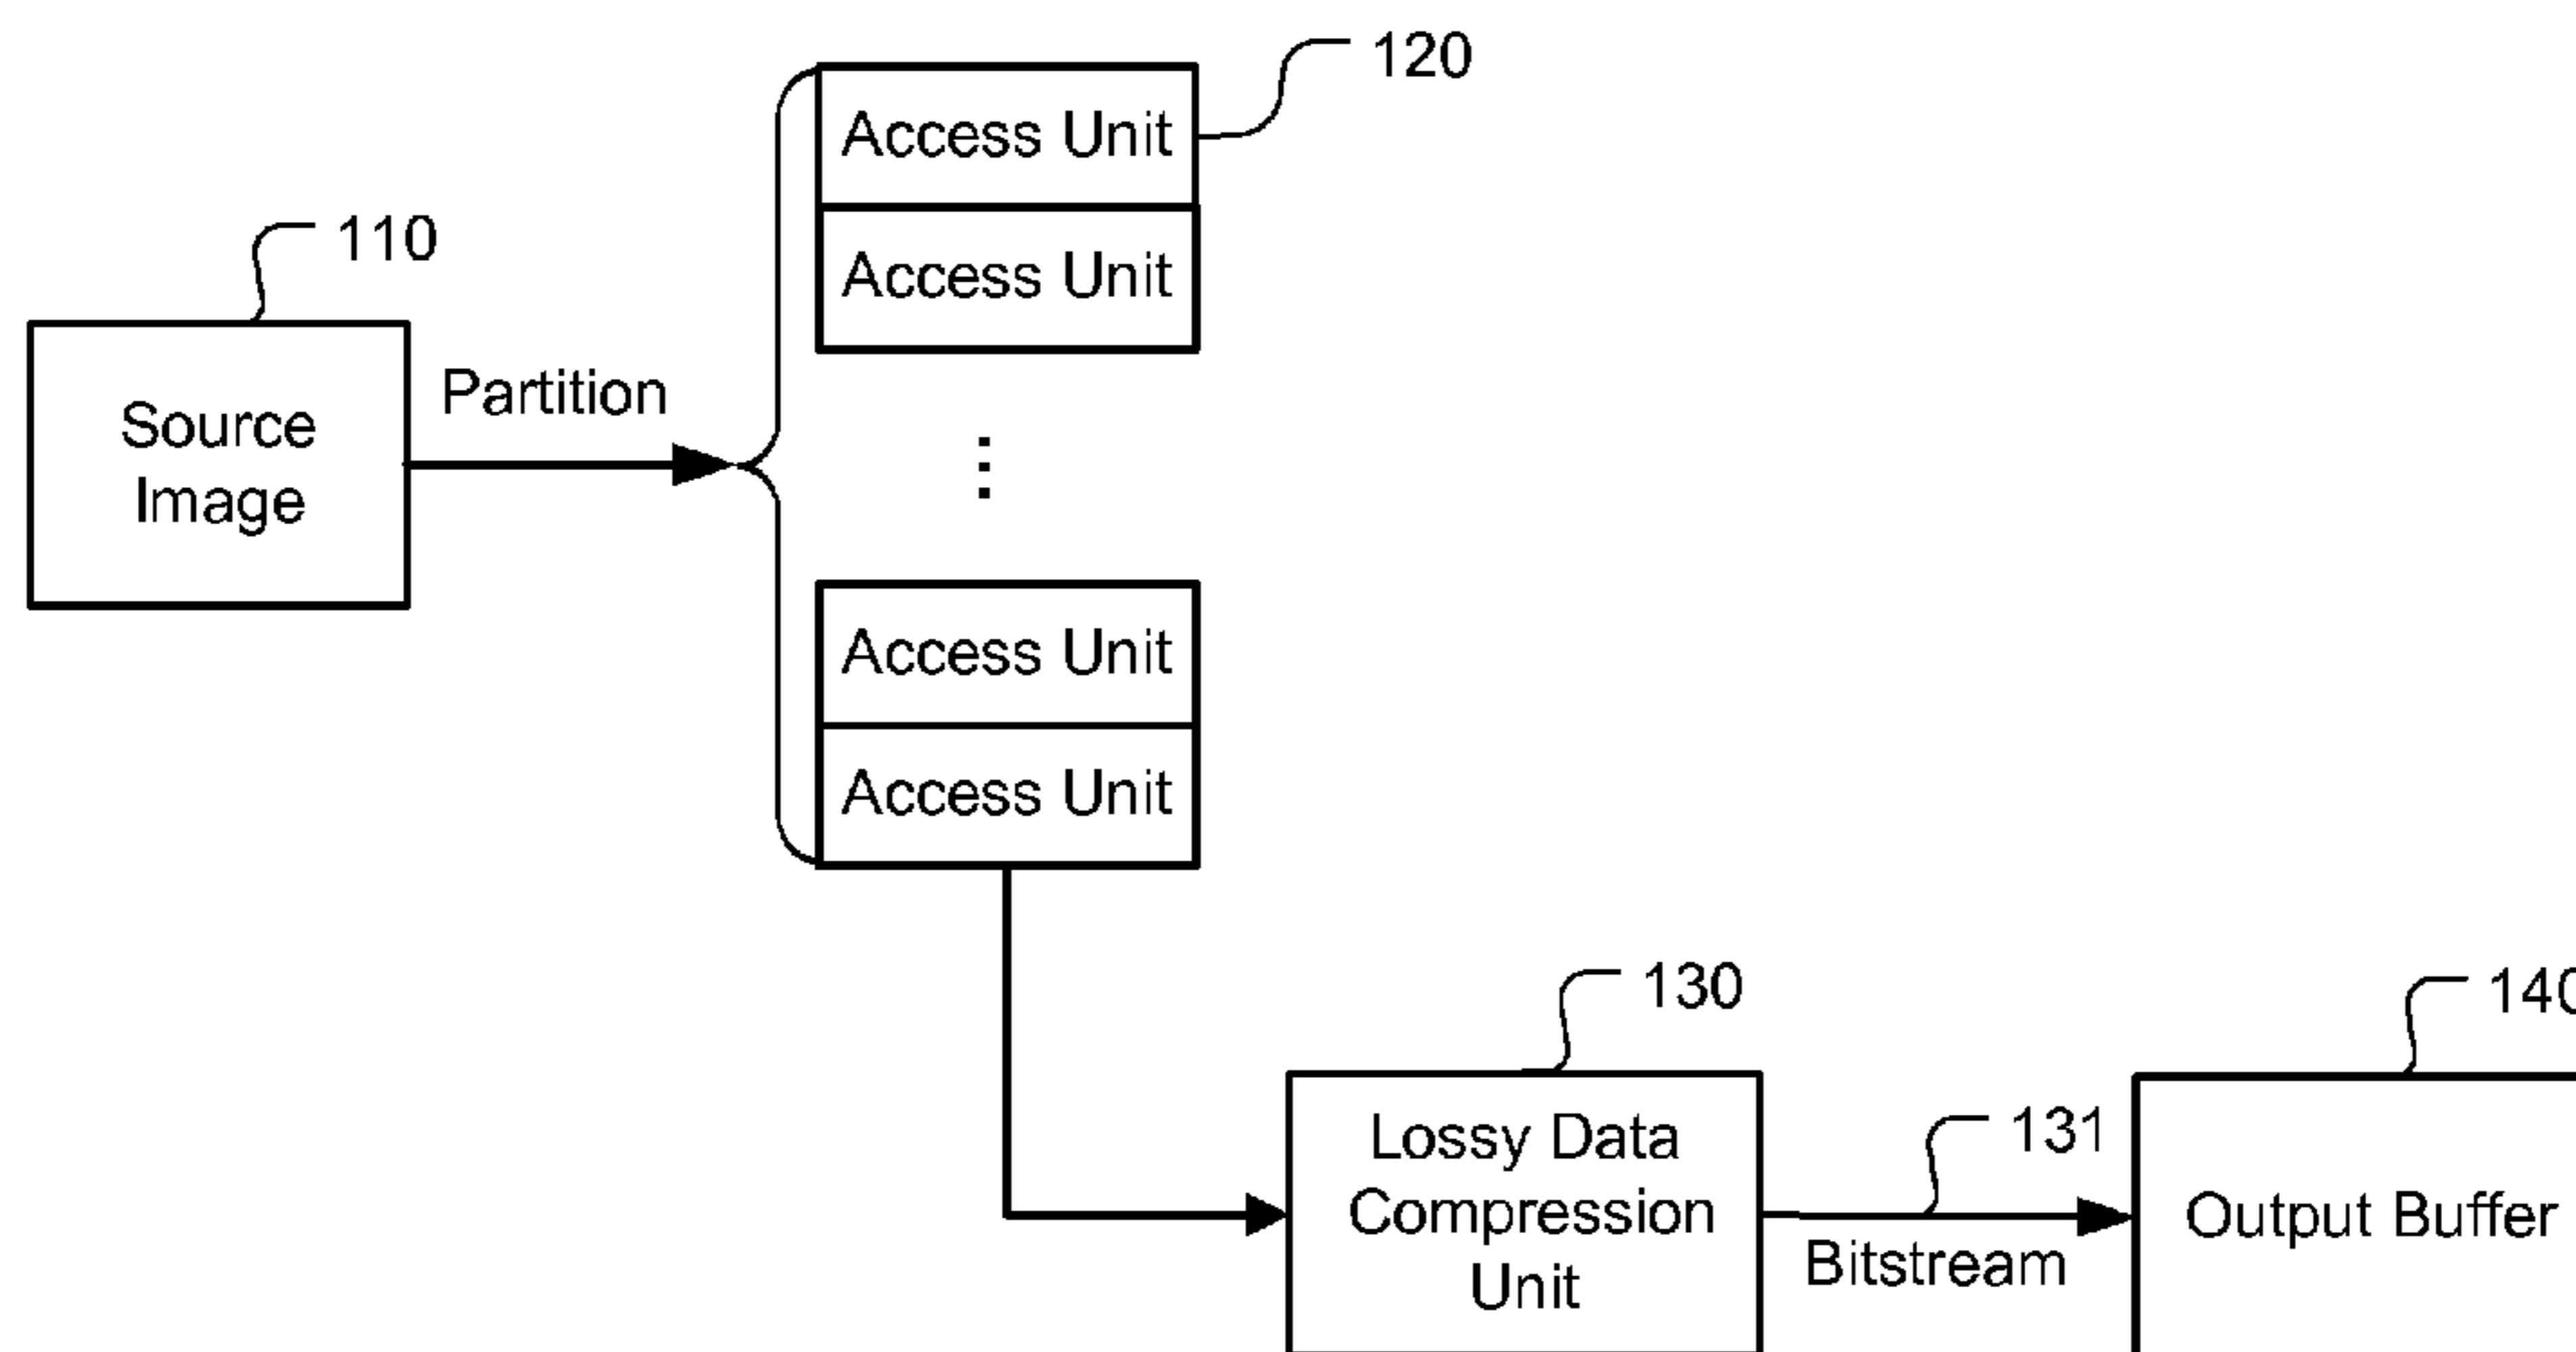 120
Access Unit
110
Access Unit
Partition
Source
Image
Access Unit
Access Unit
130
140
Lossy Data
Compression
Unit
131
Bitstream
Output Buffer